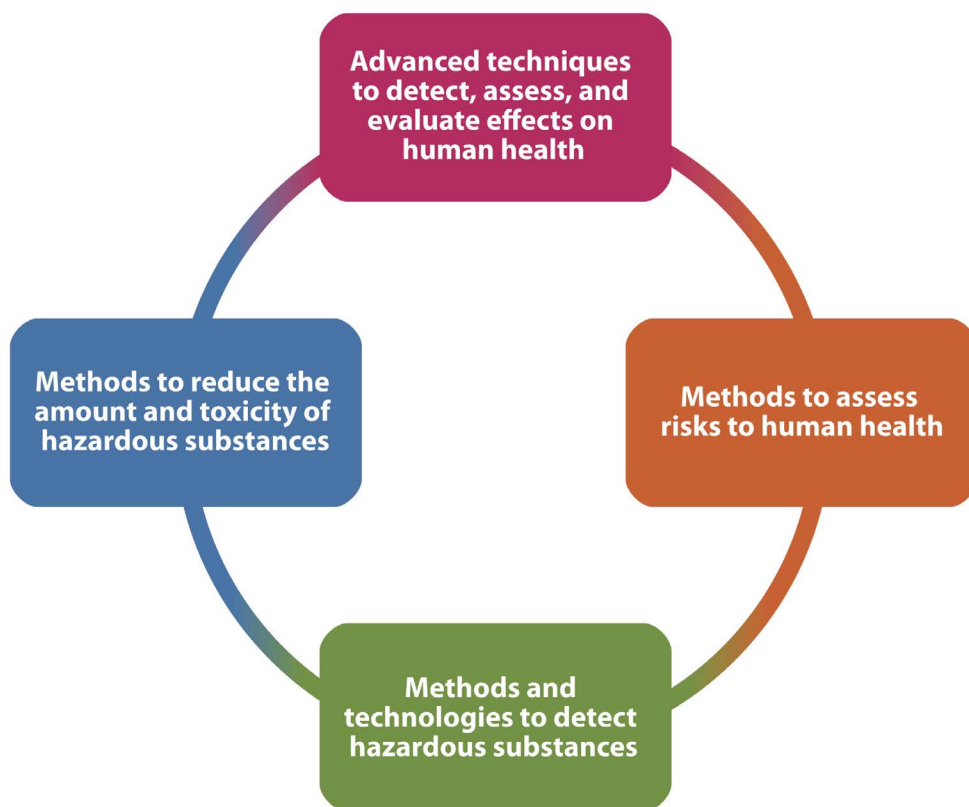 Advanced techniques
to detect, assess, and
evaluate effects on
human health
Methods to reduce the
amount and toxicity of
hazardous substances
Methods to assess
risks to human health
Methods and
technologies to detect
hazardous substances